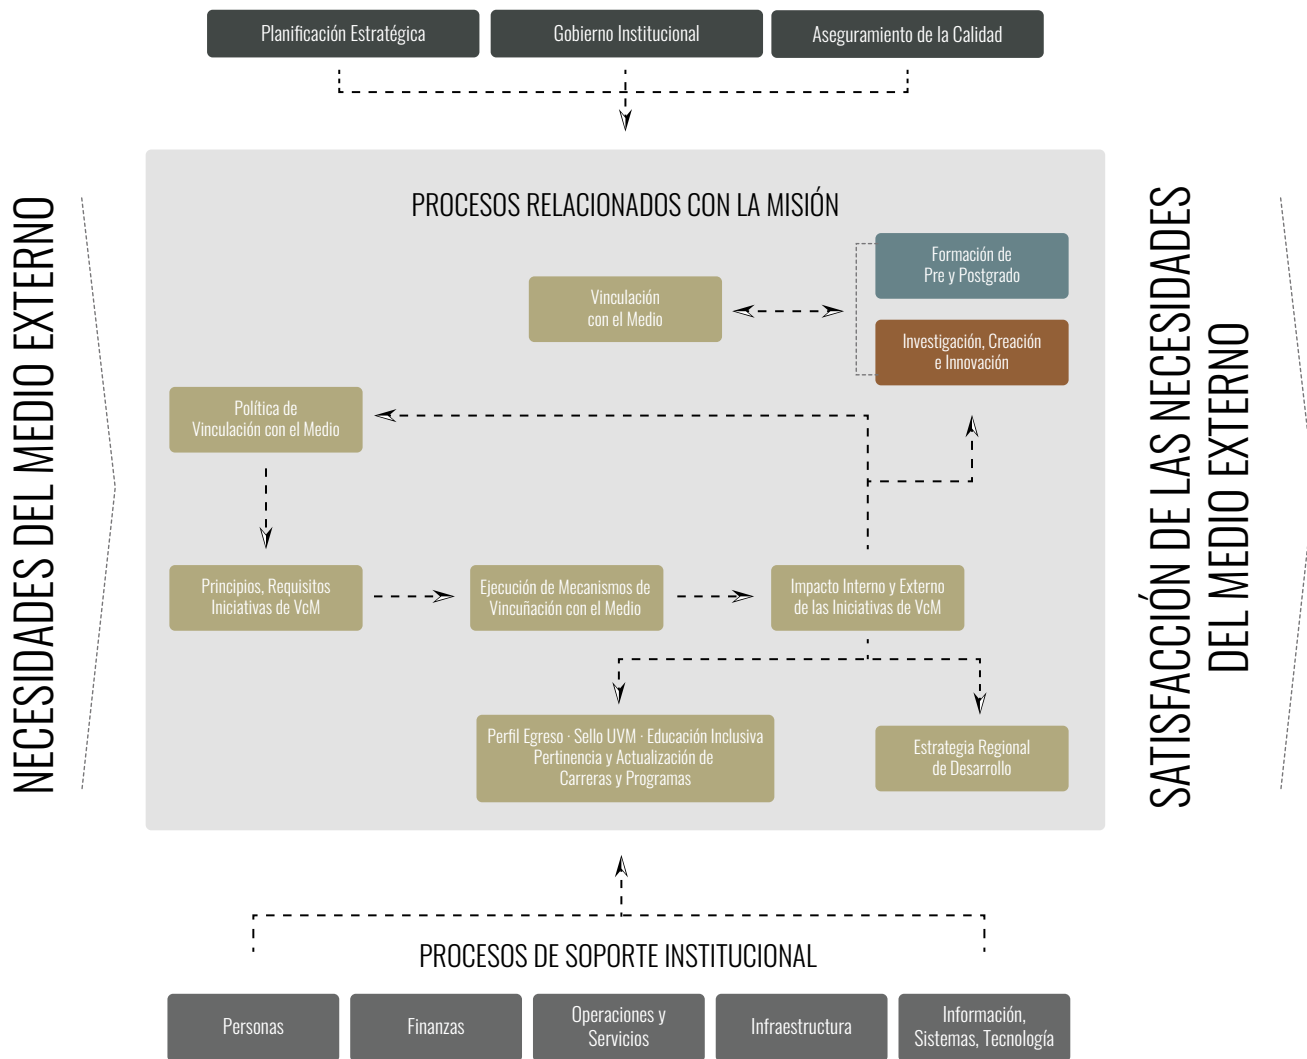 Planificación Estratégica
Gobierno Institucional
Aseguramiento de la Calidad
NECESIDADES DEL MEDIO EXTERNO
PROCESOS RELACIONADOS CON LA MISIÓN
Formación de
Pre y Postgrado
Vinculación
con el Medio
Investigación, Creación
e Innovación
Política de
Vinculación con el Medio
Principios, Requisitos
Iniciativas de VcM
Ejecución de Mecanismos de
Vincuñación con el Medio
Impacto Interno y Externo
de las Iniciativas de VcM
Perfil Egreso · Sello UVM · Educación Inclusiva
Pertinencia y Actualización de
Carreras y Programas
Estrategia Regional
de Desarrollo
SATISFACCIÓN DE LAS NECESIDADES
DEL MEDIO EXTERNO
PROCESOS DE SOPORTE INSTITUCIONAL
Personas
Finanzas
Operaciones y
Servicios
Infraestructura
Información,
Sistemas, Tecnología